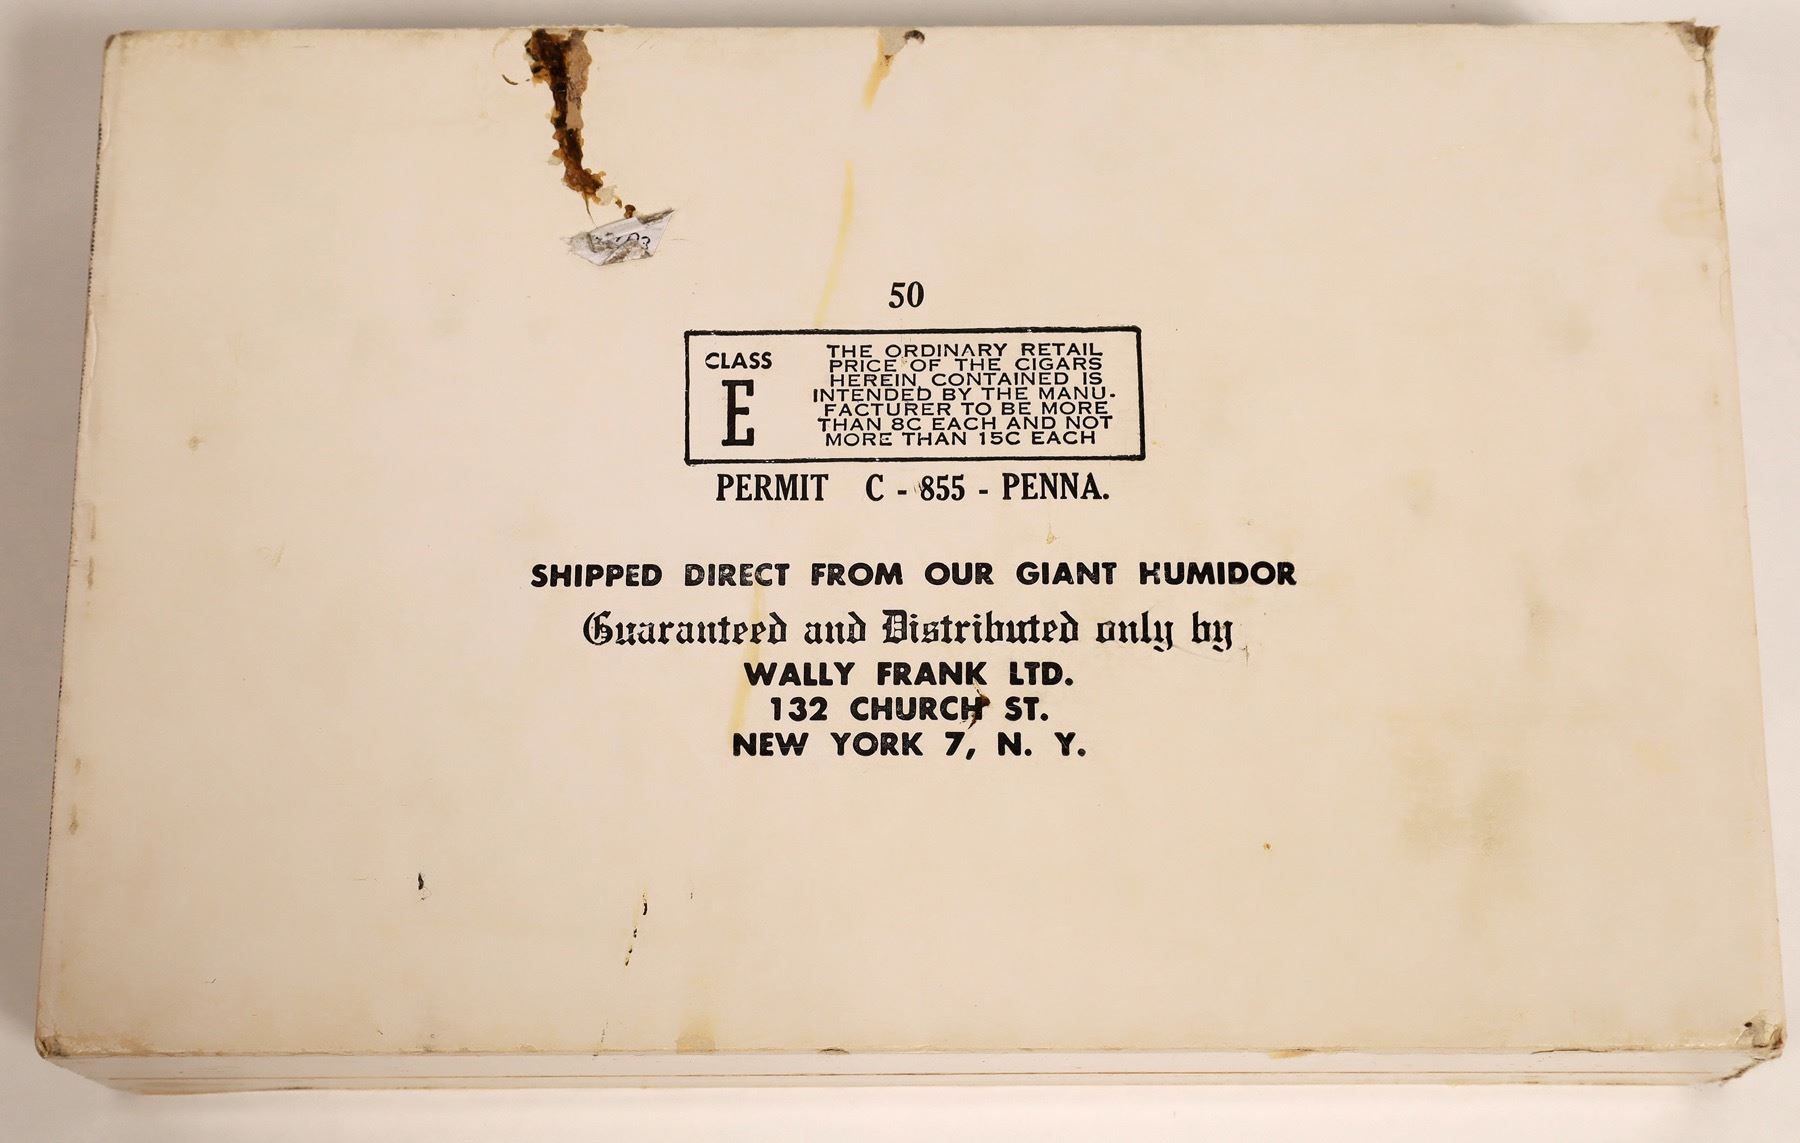 50
CLASS
E
THE ORDINARY RETAIL
PRICE OF THE CIGARS
HEREIN CONTAINED IS
INTENDED BY THE MANU-
FACTURER TO BE MORE
THAN 8C EACH AND NOT
MORE THAN 15C EACH
PERMIT C - 855 - PENNA.
SHIPPED DIRECT FROM OUR GIANT HUMIDOR
Guaranteed and Distributed only by
WALLY FRANK LTD.
132 CHURCH ST.
NEW YORK 7, N. Y.